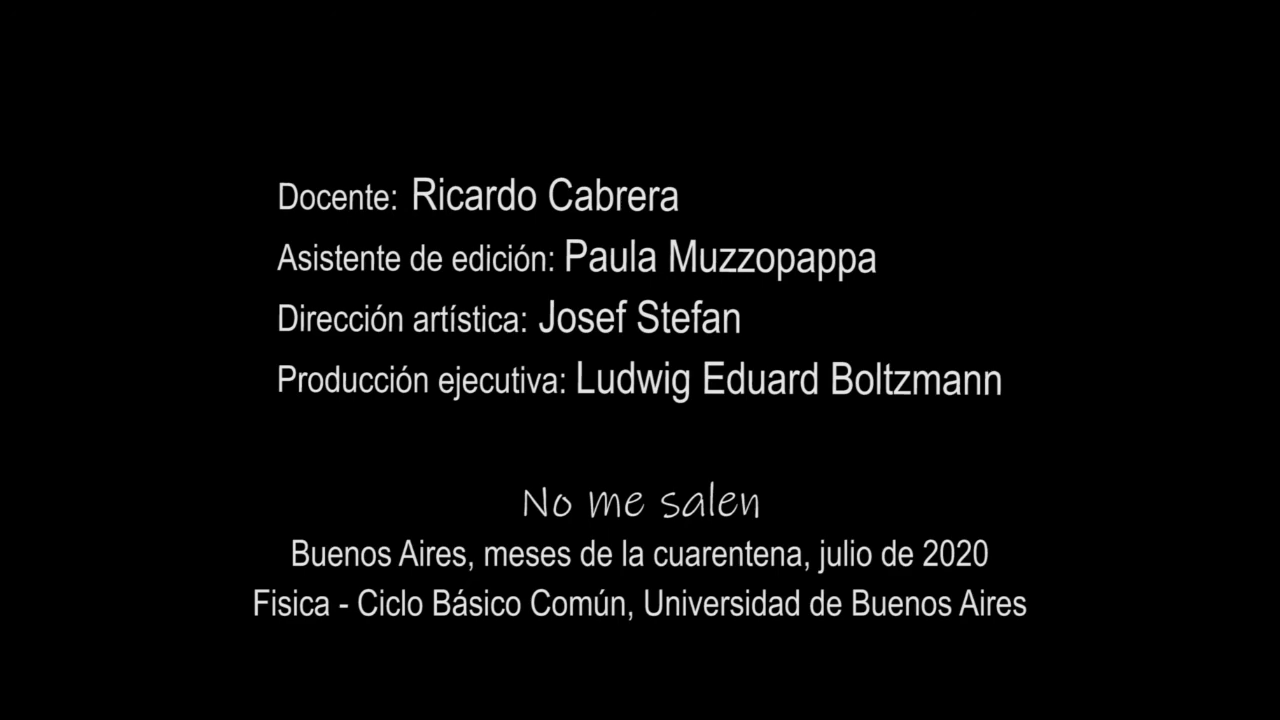 Docente: Ricardo Cabrera
Asistente de edición: Paula Muzzopappa
Dirección artística: Josef Stefan
Producción ejecutiva: Ludwig Eduard Boltzmann
No me salen
Buenos Aires, meses de la cuarentena, julio de 2020
Fisica - Ciclo Básico Común, Universidad de Buenos Aires